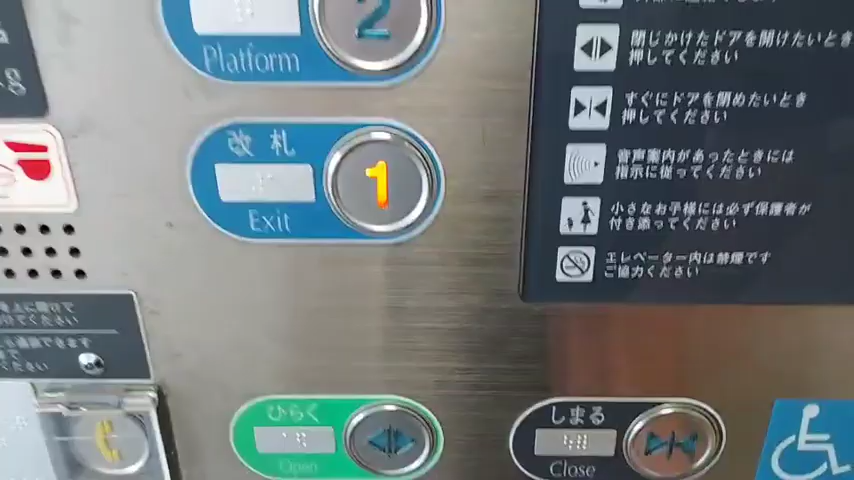 2
Platform
改札
1
Exit
閉じかけたドアを開けたいとき
押してください
すぐにドアを閉めたいとき
押してください
音声案内があったときには
指示に従ってください
小さなお子様には必ず保護者が
付き添ってください
エレベーター内は禁煙です
ご協力ください
ひらく
Open
しまる
Close